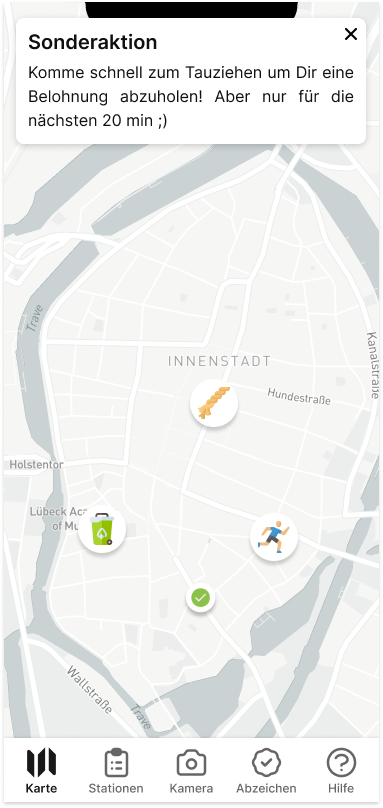 Sonderaktion
Komme schnell zum Tauziehen um Dir eine
Belohnung abzuholen! Aber nur für die
nächsten 20 min ;)
Trave
INNENSTADT
Kanalstraße
Hundestraße
Holstentor
Lübeck Aca
of Mu
Wallstraße
Trave
Karte
Stationen
Kamera
Abzeichen
Hilfe